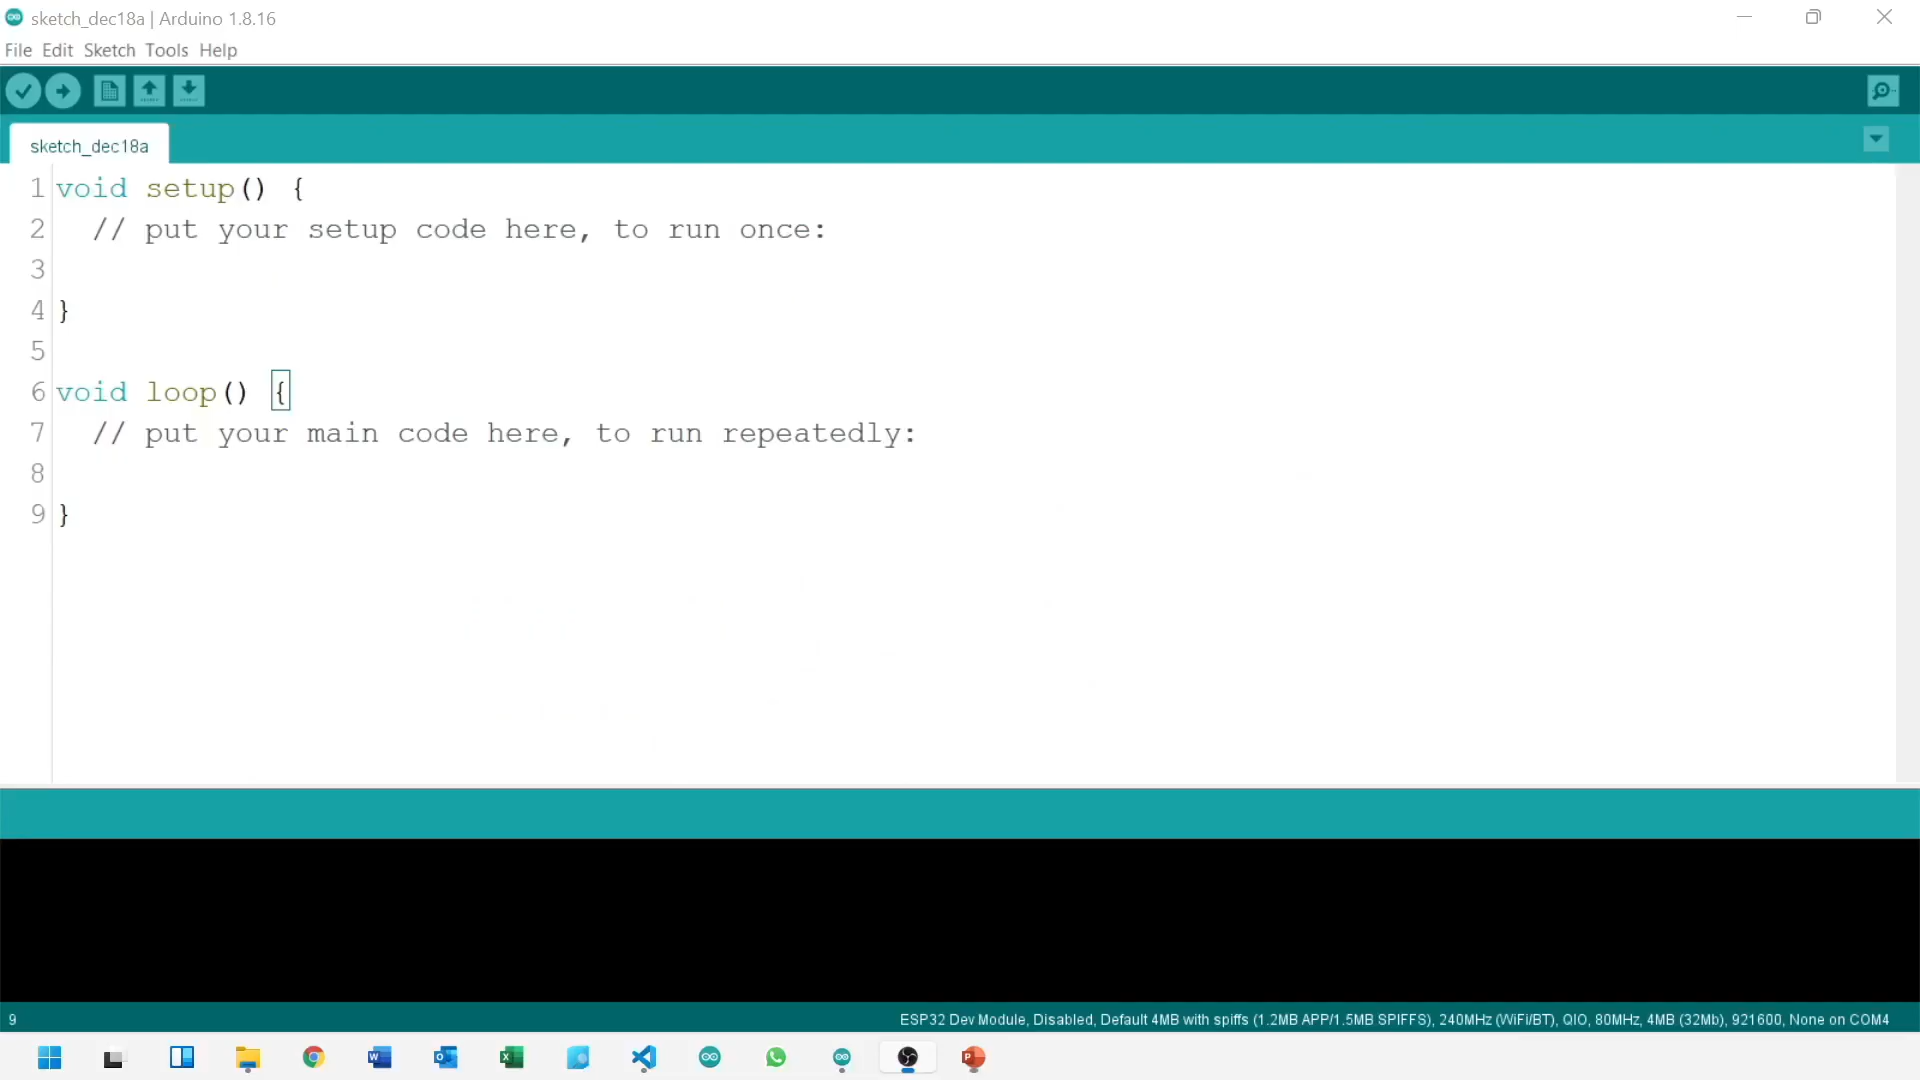 sketch_dec18a | Arduino 1.8.16
File Edit Sketch Tools Help
sketch_dec18a
1 void setup() {
2 // put your setup code here, to run once:
3
4 }
5
6 void loop() {
7 // put your main code here, to run repeatedly:
8
9 }
9 ESP32 Dev Module, Disabled, Default 4MB with spiffs (1.2MB APP/1.5MB SPIFFS), 240MHz (WiFi/BT), QIO, 80MHz, 4MB (32Mb), 921600, None on COM4